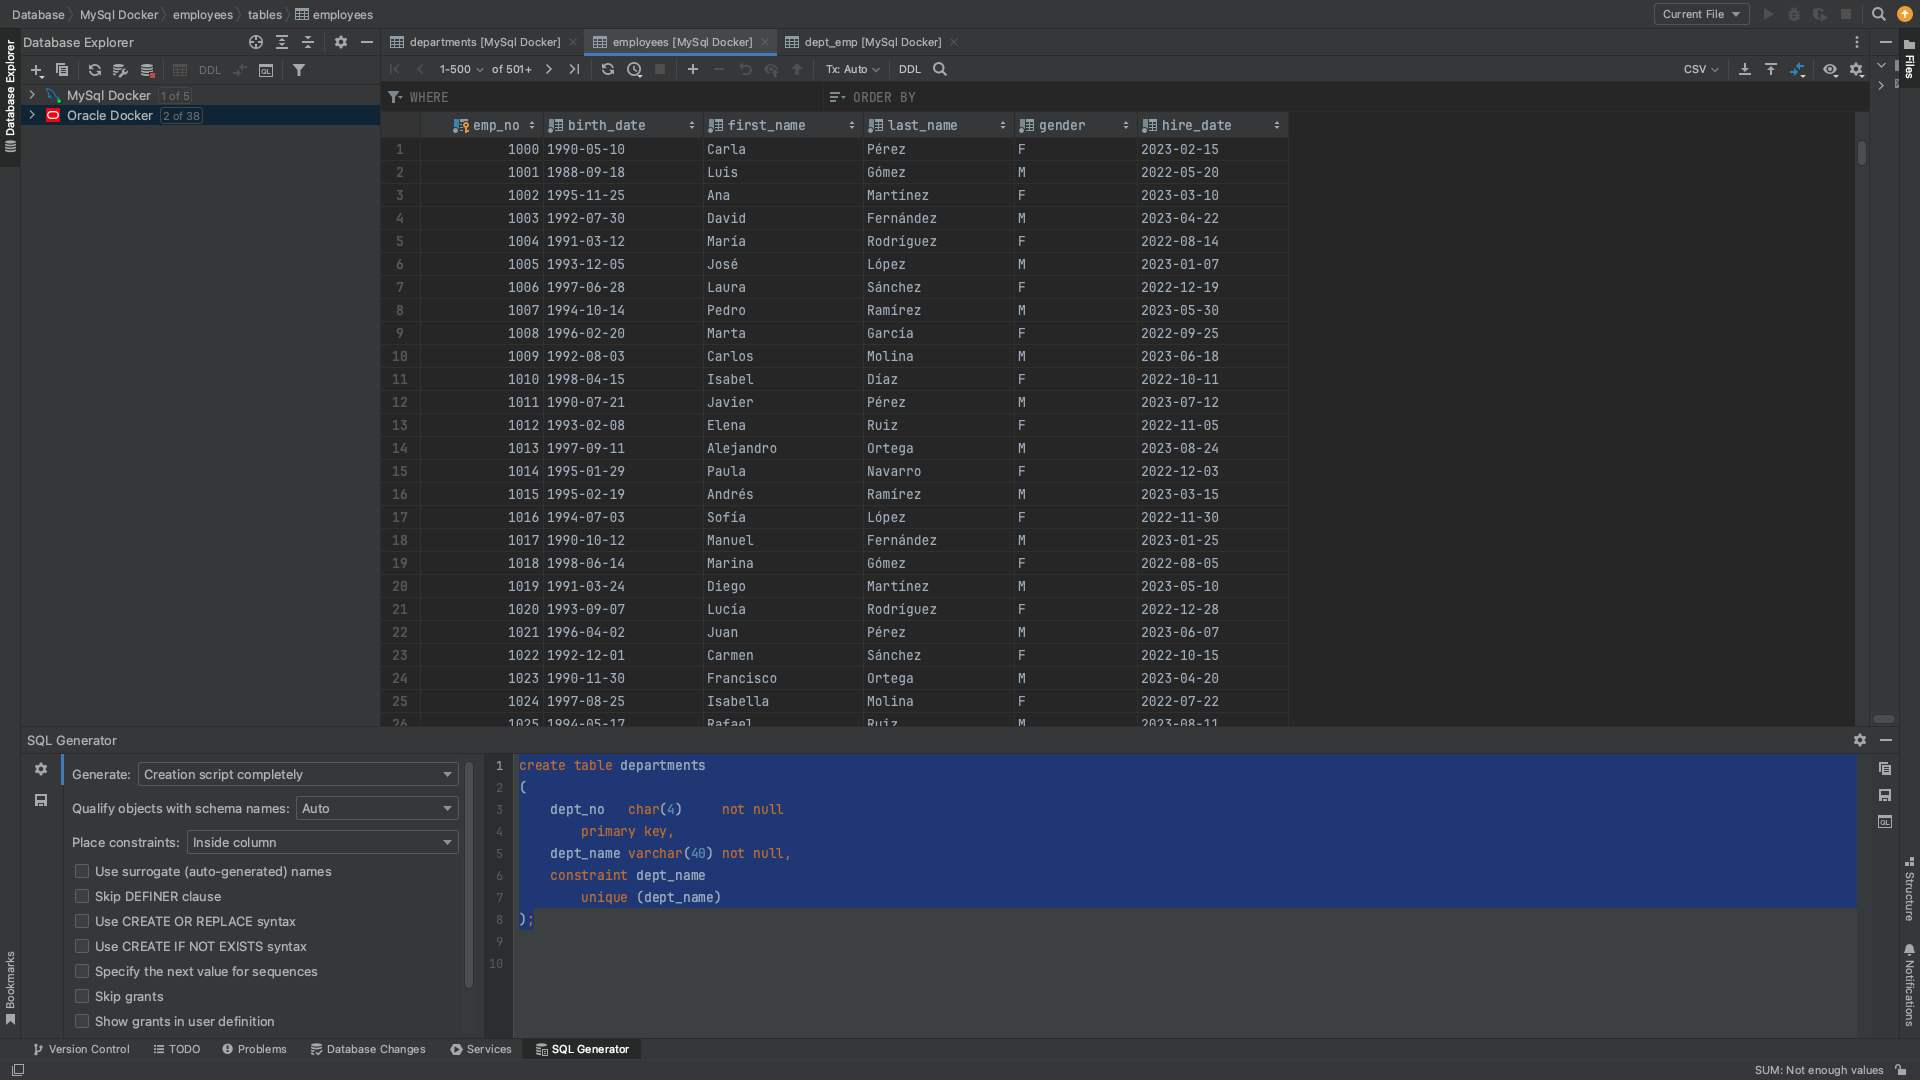 Database MySql Docker employees tables employees
Current File
Database Explorer
departments [MySql Docker] employees [MySql Docker] dept_emp [MySql Docker]
DDL
1-500 of 501+ Tx: Auto DDL CSV
WHERE ORDER BY
MySql Docker 1 of 5
Oracle Docker 2 of 38
emp_no birth_date first_name last_name gender hire_date
1 1000 1990-05-10 Carla Pérez F 2023-02-15
2 1001 1988-09-18 Luis Gómez M 2022-05-20
3 1002 1995-11-25 Ana Martínez F 2023-03-10
4 1003 1992-07-30 David Fernández M 2023-04-22
5 1004 1991-03-12 María Rodríguez F 2022-08-14
6 1005 1993-12-05 José López M 2023-01-07
7 1006 1997-06-28 Laura Sánchez F 2022-12-19
8 1007 1994-10-14 Pedro Ramírez M 2023-05-30
9 1008 1996-02-20 Marta García F 2022-09-25
10 1009 1992-08-03 Carlos Molina M 2023-06-18
11 1010 1998-04-15 Isabel Díaz F 2022-10-11
12 1011 1990-07-21 Javier Pérez M 2023-07-12
13 1012 1993-02-08 Elena Ruiz F 2022-11-05
14 1013 1997-09-11 Alejandro Ortega M 2023-08-24
15 1014 1995-01-29 Paula Navarro F 2022-12-03
16 1015 1995-02-19 Andrés Ramírez M 2023-03-15
17 1016 1994-07-03 Sofía López F 2022-11-30
18 1017 1990-10-12 Manuel Fernández M 2023-01-25
19 1018 1998-06-14 Marina Gómez F 2022-08-05
20 1019 1991-03-24 Diego Martínez M 2023-05-10
21 1020 1993-09-07 Lucía Rodríguez F 2022-12-28
22 1021 1996-04-02 Juan Pérez M 2023-06-07
23 1022 1992-12-01 Carmen Sánchez F 2022-10-15
24 1023 1990-11-30 Francisco Ortega M 2023-04-20
25 1024 1997-08-25 Isabella Molina F 2022-07-22
26 1025 1994-05-17 Rafael Ruiz M 2023-08-11
SQL Generator
Generate: Creation script completely
Qualify objects with schema names: Auto
Place constraints: Inside column
Use surrogate (auto-generated) names
Skip DEFINER clause
Use CREATE OR REPLACE syntax
Use CREATE IF NOT EXISTS syntax
Specify the next value for sequences
Skip grants
Show grants in user definition
1 create table departments
2 (
3 dept_no char(4) not null
4 primary key,
5 dept_name varchar(40) not null,
6 constraint dept_name
7 unique (dept_name)
8 );
9
10
Database Explorer
Bookmarks
Files
Structure
Notifications
Version Control TODO Problems Database Changes Services SQL Generator
SUM: Not enough values